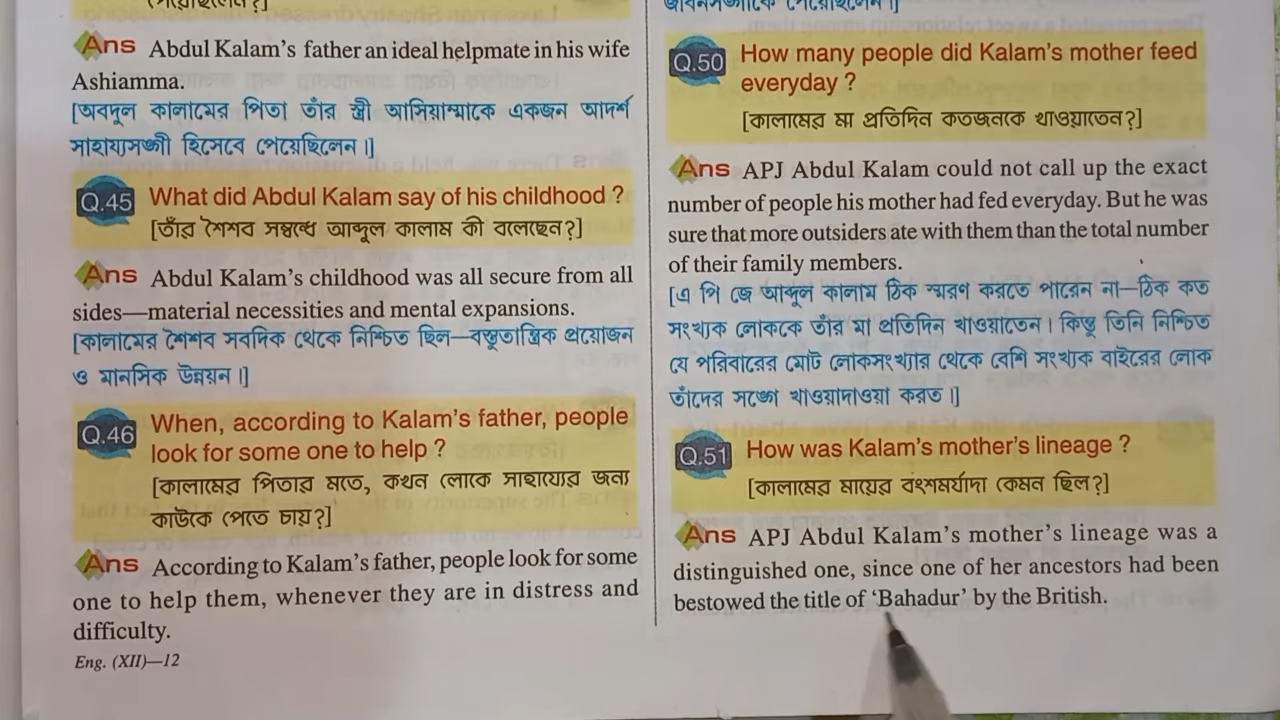 পেয়েছিলেন?]
Ans Abdul Kalam's father an ideal helpmate in his wife
Ashiamma.
[অবদুল কালামের পিতা তাঁর স্ত্রী আসিয়াম্মাকে একজন আদর্শ
সাহায্যসঙ্গী হিসেবে পেয়েছিলেন।]
Q.45 What did Abdul Kalam say of his childhood ?
[তাঁর শৈশব সম্বন্ধে আব্দুল কালাম কী বলেছেন?]
Ans Abdul Kalam's childhood was all secure from all
sides—material necessities and mental expansions.
[কালামের শৈশব সবদিক থেকে নিশ্চিত ছিল—বস্তুতান্ত্রিক প্রয়োজন
ও মানসিক উন্নয়ন।]
Q.46 When, according to Kalam's father, people
look for some one to help ?
[কালামের পিতার মতে, কখন লোকে সাহায্যের জন্য
কাউকে পেতে চায়?]
Ans According to Kalam's father, people look for some
one to help them, whenever they are in distress and
difficulty.
Eng. (XII)—12
Q.50 How many people did Kalam's mother feed
everyday ?
[কালামের মা প্রতিদিন কতজনকে খাওয়াতেন?]
Ans APJ Abdul Kalam could not call up the exact
number of people his mother had fed everyday. But he was
sure that more outsiders ate with them than the total number
of their family members.
[এ পি জে আব্দুল কালাম ঠিক স্মরণ করতে পারেন না—ঠিক কত
সংখ্যক লোককে তাঁর মা প্রতিদিন খাওয়াতেন। কিন্তু তিনি নিশ্চিত
যে পরিবারের মোট লোকসংখ্যার থেকে বেশি সংখ্যক বাইরের লোক
তাঁদের সঙ্গে খাওয়াদাওয়া করত।]
Q.51 How was Kalam's mother's lineage ?
[কালামের মায়ের বংশমর্যাদা কেমন ছিল?]
Ans APJ Abdul Kalam's mother's lineage was a
distinguished one, since one of her ancestors had been
bestowed the title of ‘Bahadur’ by the British.